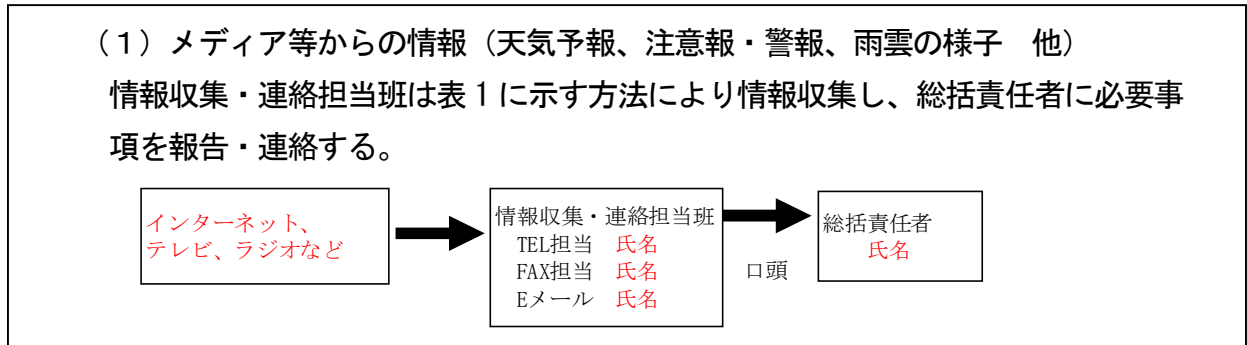 (1)メディア等からの情報(天気予報、注意報・警報、雨雲の様子 他)
情報収集・連絡担当班は表1に示す方法により情報収集し、総括責任者に必要事
項を報告・連絡する。
インターネット、
テレビ、ラジオなど
情報収集・連絡担当班
TEL担当 氏名
FAX担当 氏名
Eメール 氏名
口頭
総括責任者
氏名